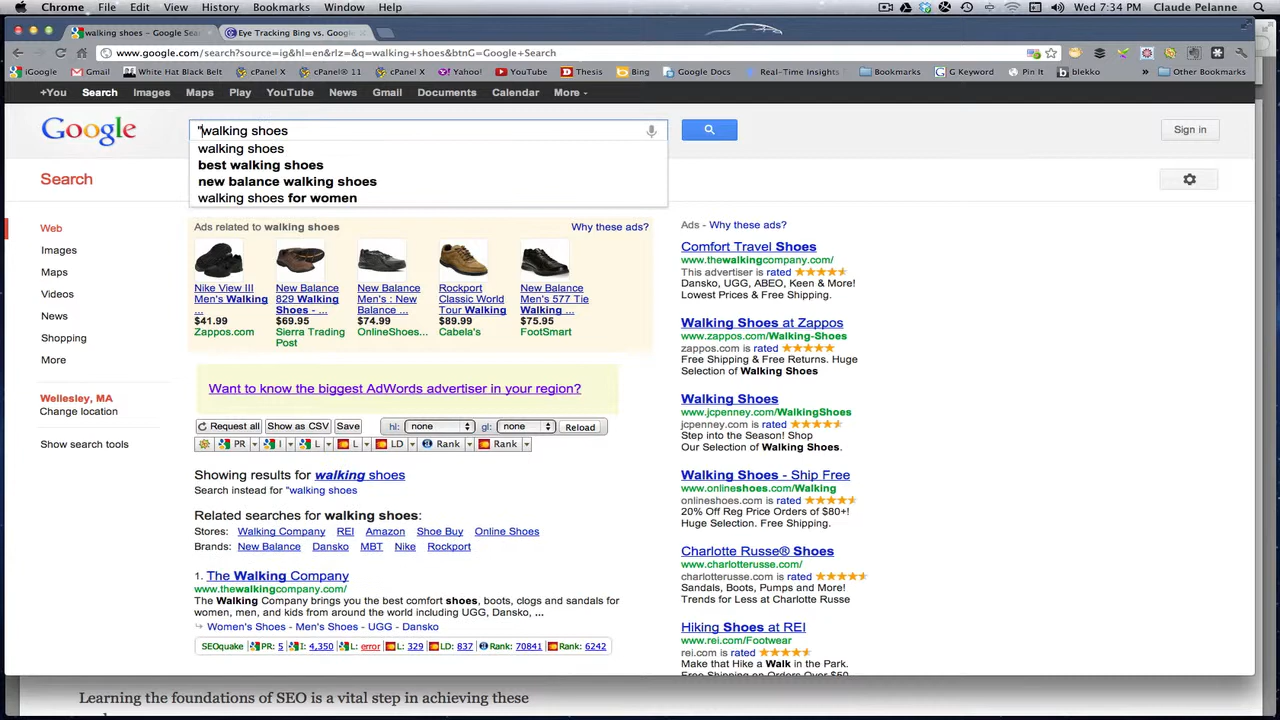 Chrome File Edit View History Bookmarks Window Help Wed 7:34 PM Claude Pelanne
walking shoes – Google Sea
Eye Tracking Bing vs. Googl
www.google.com/search?source=ig&hl=en&rlz=&q=walking+shoes&btnG=Google+Search
iGoogle Gmail White Hat Black Belt cPanel X cPanel® 11 cPanel X Yahoo! YouTube Thesis Bing Google Docs Real-Time Insights Bookmarks G Keyword Pin It blekko » Other Bookmarks
+You Search Images Maps Play YouTube News Gmail Documents Calendar More
Google
"walking shoes
Sign in
walking shoes
best walking shoes
new balance walking shoes
walking shoes for women
Search
Web
Images
Maps
Videos
News
Shopping
More
Wellesley, MA
Change location
Show search tools
Ads related to walking shoes Why these ads?
Nike View III
Men's Walking
...
$41.99
Zappos.com
New Balance
829 Walking
Shoes - ...
$69.95
Sierra Trading
Post
New Balance
Men's : New
Balance ...
$74.99
OnlineShoes...
Rockport
Classic World
Tour Walking
$89.99
Cabela's
New Balance
Men's 577 Tie
Walking ...
$75.95
FootSmart
Want to know the biggest AdWords advertiser in your region?
Request all Show as CSV Save hl: none gl: none Reload
PR I L L LD Rank Rank
Showing results for walking shoes
Search instead for "walking shoes
Related searches for walking shoes:
Stores: Walking Company REI Amazon Shoe Buy Online Shoes
Brands: New Balance Dansko MBT Nike Rockport
1. The Walking Company
www.thewalkingcompany.com/
The Walking Company brings you the best comfort shoes, boots, clogs and sandals for
women, men, and kids from around the world including UGG, Dansko, ...
Women's Shoes - Men's Shoes - UGG - Dansko
SEOquake PR: 5 I: 4,350 L: error L: 329 LD: 837 Rank: 70841 Rank: 6242
Ads - Why these ads?
Comfort Travel Shoes
www.thewalkingcompany.com/
This advertiser is rated
Dansko, UGG, ABEO, Keen & More!
Lowest Prices & Free Shipping.
Walking Shoes at Zappos
www.zappos.com/Walking-Shoes
zappos.com is rated
Free Shipping & Free Returns. Huge
Selection of Walking Shoes
Walking Shoes
www.jcpenney.com/WalkingShoes
jcpenney.com is rated
Step into the Season! Shop
Our Selection of Walking Shoes.
Walking Shoes - Ship Free
www.onlineshoes.com/Walking
onlineshoes.com is rated
20% Off Reg Price Orders of $80+!
Huge Selection. Free Shipping.
Charlotte Russe® Shoes
www.charlotterusse.com/
charlotterusse.com is rated
Sandals, Boots, Pumps and More!
Trends for Less at Charlotte Russe
Hiking Shoes at REI
www.rei.com/Footwear
rei.com is rated
Make that Hike a Walk in the Park.
Free Shipping on Orders Over $50
Learning the foundations of SEO is a vital step in achieving these